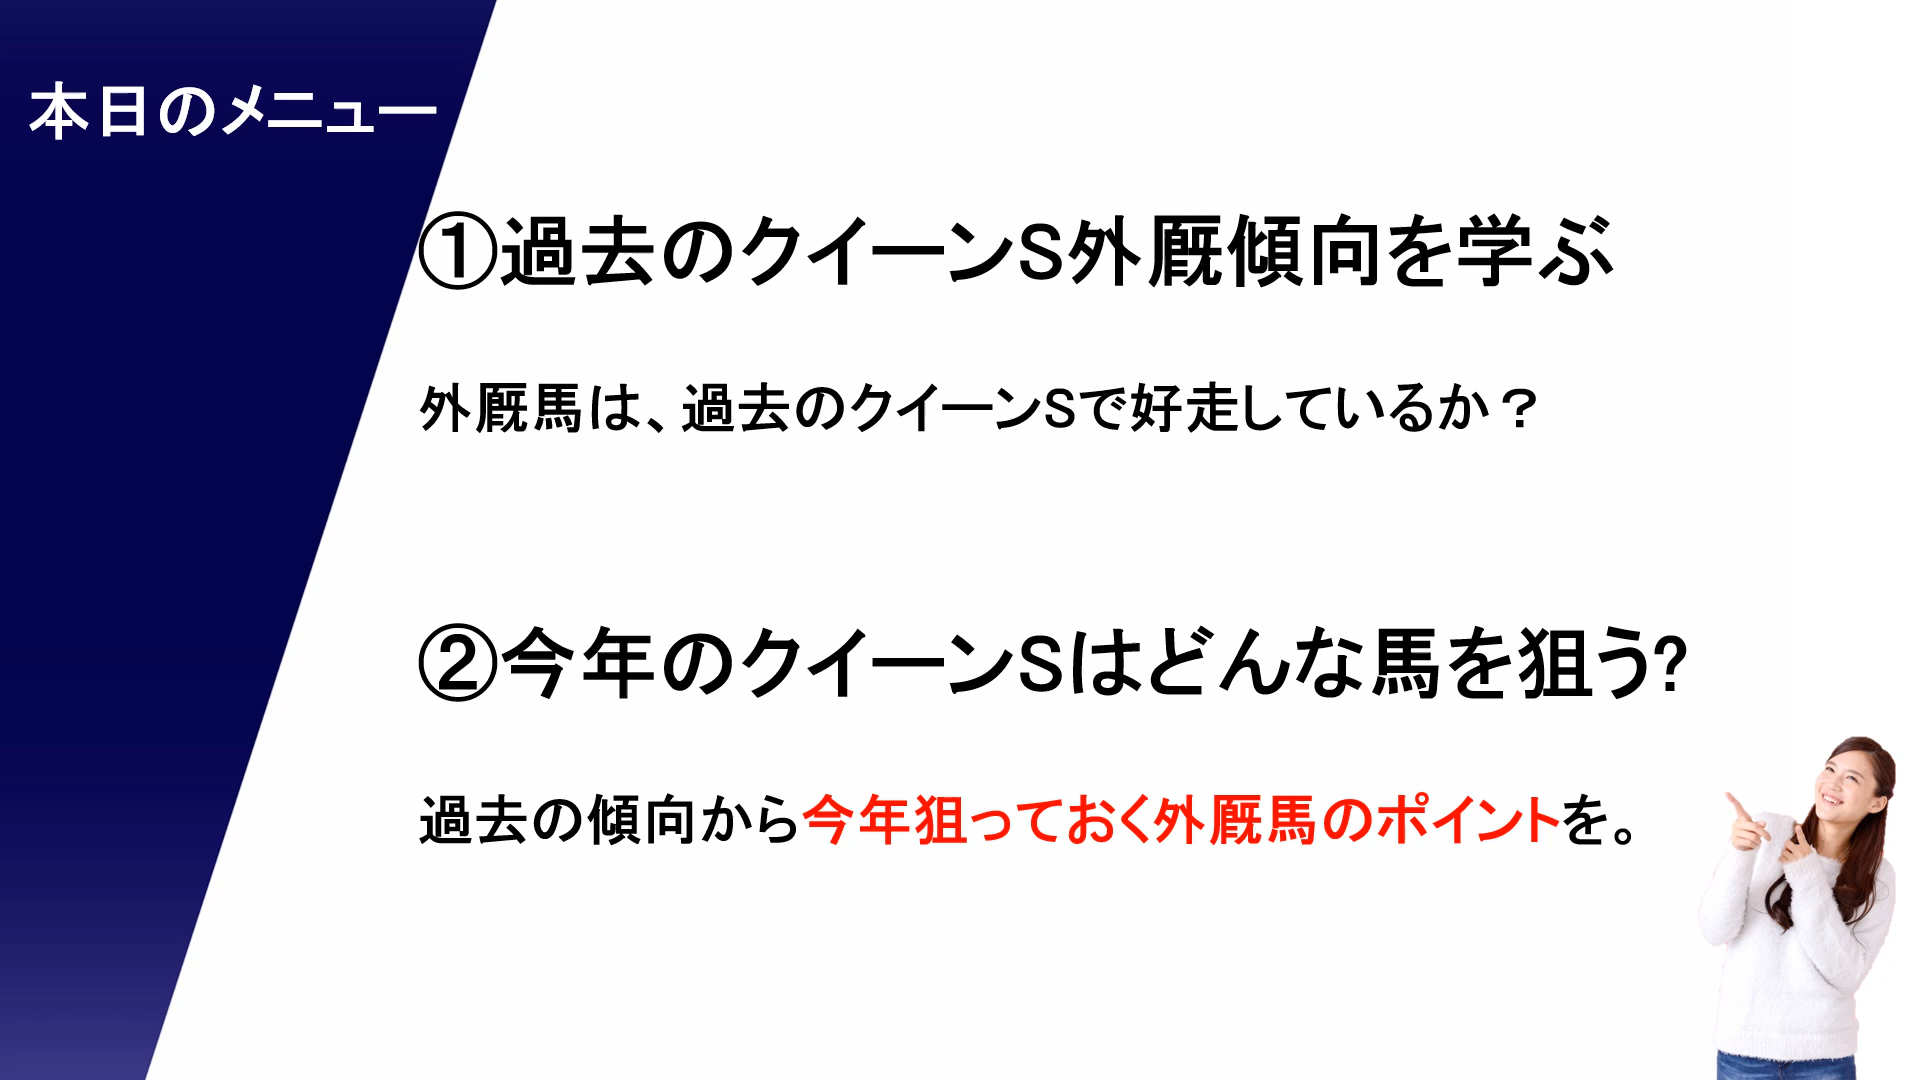 本日のメニュー
①過去のクイーンS外厩傾向を学ぶ
外厩馬は、過去のクイーンSで好走しているか？
②今年のクイーンSはどんな馬を狙う?
過去の傾向から今年狙っておく外厩馬のポイントを。